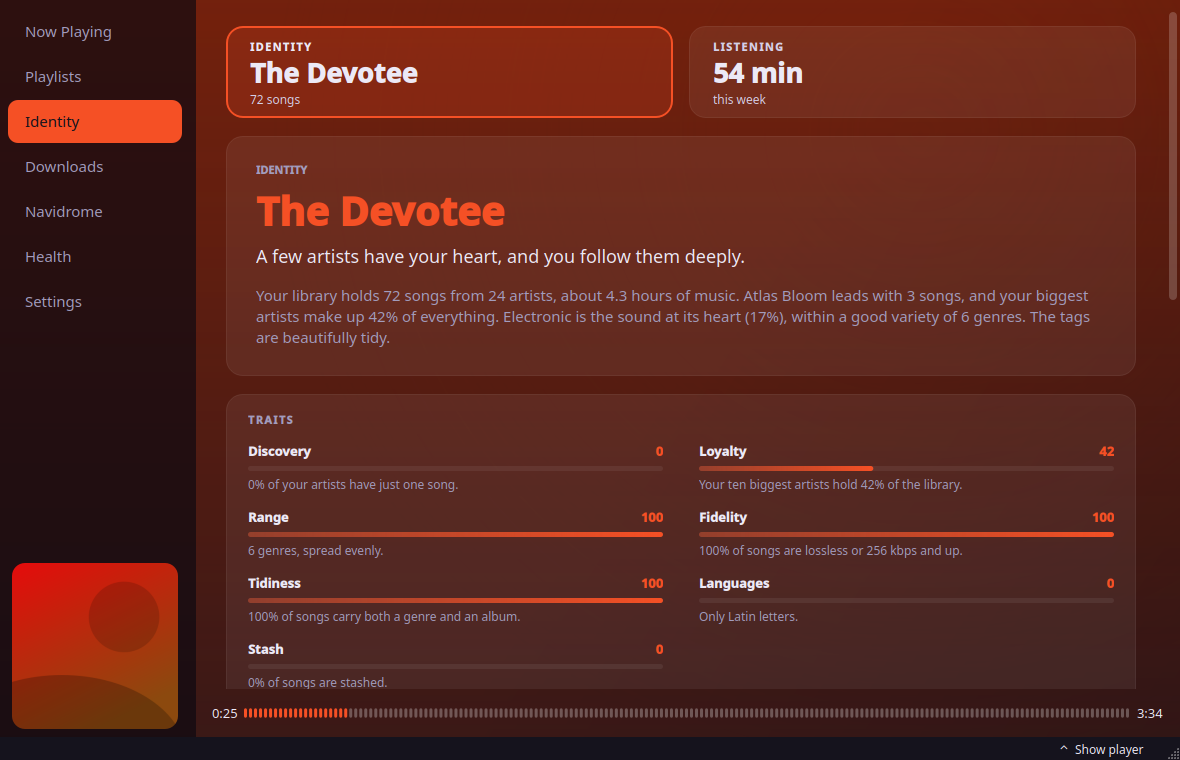 Now Playing
Playlists
Identity
Downloads
Navidrome
Health
Settings
IDENTITY
The Devotee
72 songs
LISTENING
54 min
this week
IDENTITY
The Devotee
A few artists have your heart, and you follow them deeply.
Your library holds 72 songs from 24 artists, about 4.3 hours of music. Atlas Bloom leads with 3 songs, and your biggest
artists make up 42% of everything. Electronic is the sound at its heart (17%), within a good variety of 6 genres. The tags
are beautifully tidy.
TRAITS
Discovery 0
0% of your artists have just one song.
Loyalty 42
Your ten biggest artists hold 42% of the library.
Range 100
6 genres, spread evenly.
Fidelity 100
100% of songs are lossless or 256 kbps and up.
Tidiness 100
100% of songs carry both a genre and an album.
Languages 0
Only Latin letters.
Stash 0
0% of songs are stashed.
0:25 3:34
Show player